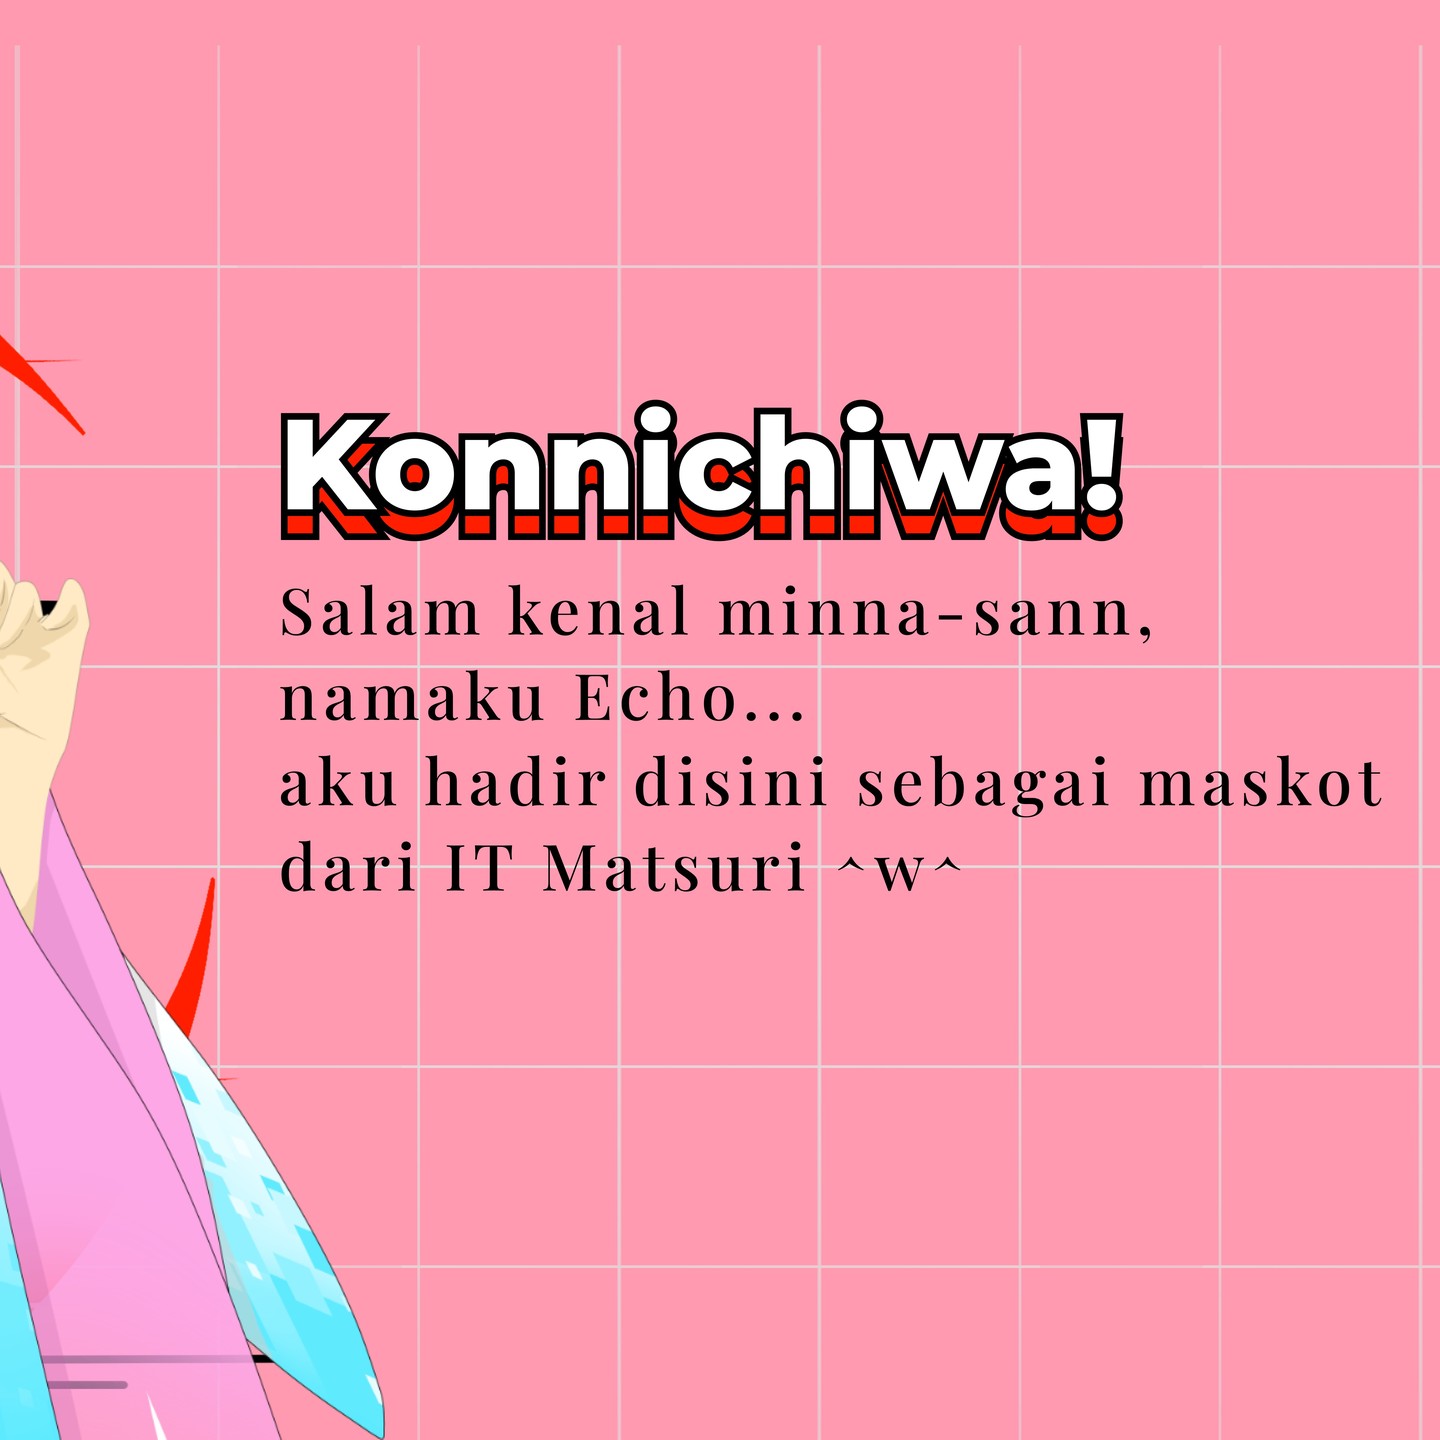 Konnichiwa!
Salam kenal minna-sann,
namaku Echo...
aku hadir disini sebagai maskot
dari IT Matsuri ^w^